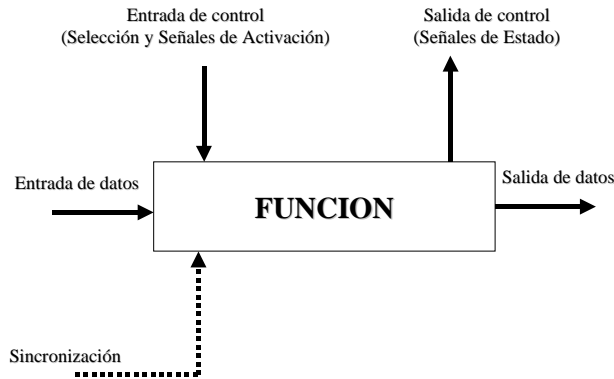 Entrada de control
(Selección y Señales de Activación)
Salida de control
(Señales de Estado)
Entrada de datos
FUNCION
Salida de datos
Sincronización